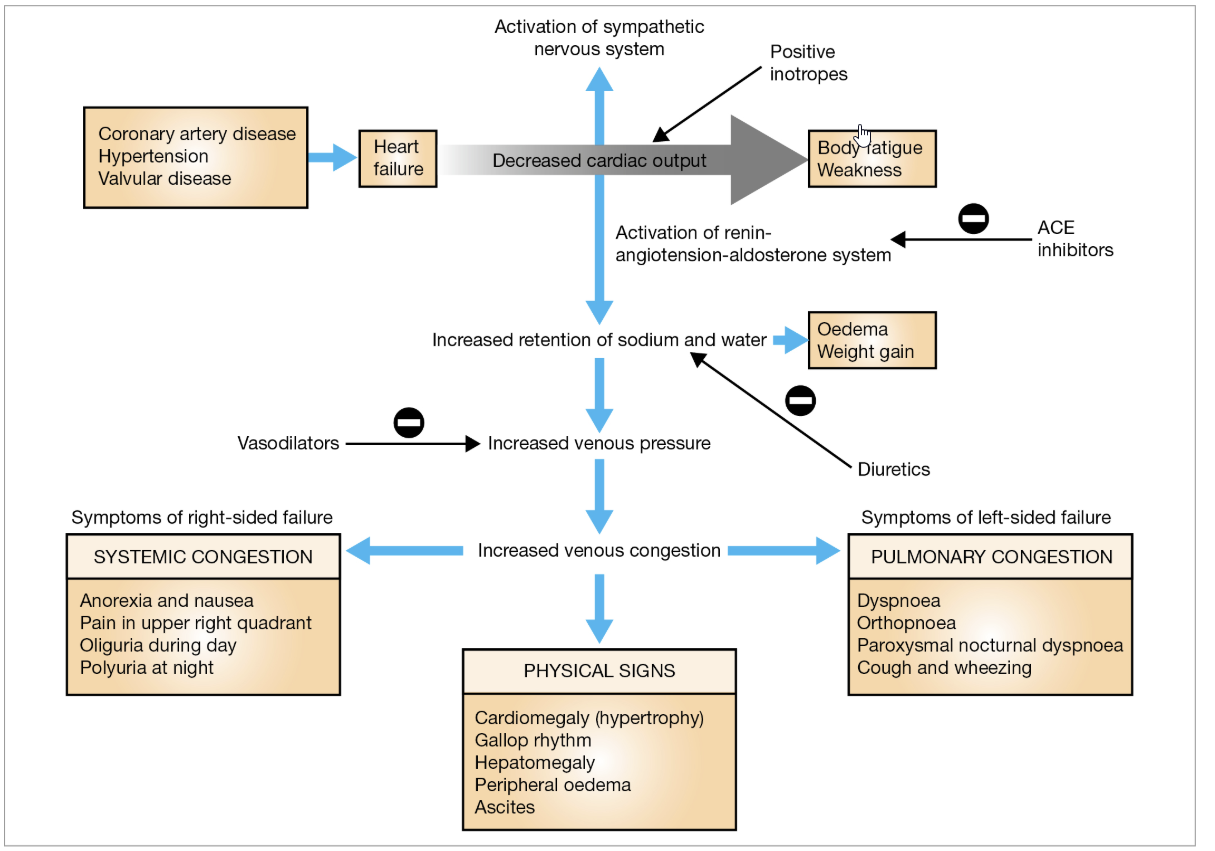 Activation of sympathetic
nervous system
Positive
inotropes
Coronary artery disease
Hypertension
Valvular disease
Heart
failure
Decreased cardiac output
Body fatigue
Weakness
Activation of renin-
angiotension-aldosterone system
ACE
inhibitors
Increased retention of sodium and water
Oedema
Weight gain
Vasodilators
Increased venous pressure
Diuretics
Symptoms of right-sided failure
SYSTEMIC CONGESTION
Anorexia and nausea
Pain in upper right quadrant
Oliguria during day
Polyuria at night
Increased venous congestion
Symptoms of left-sided failure
PULMONARY CONGESTION
Dyspnoea
Orthopnoea
Paroxysmal nocturnal dyspnoea
Cough and wheezing
PHYSICAL SIGNS
Cardiomegaly (hypertrophy)
Gallop rhythm
Hepatomegaly
Peripheral oedema
Ascites